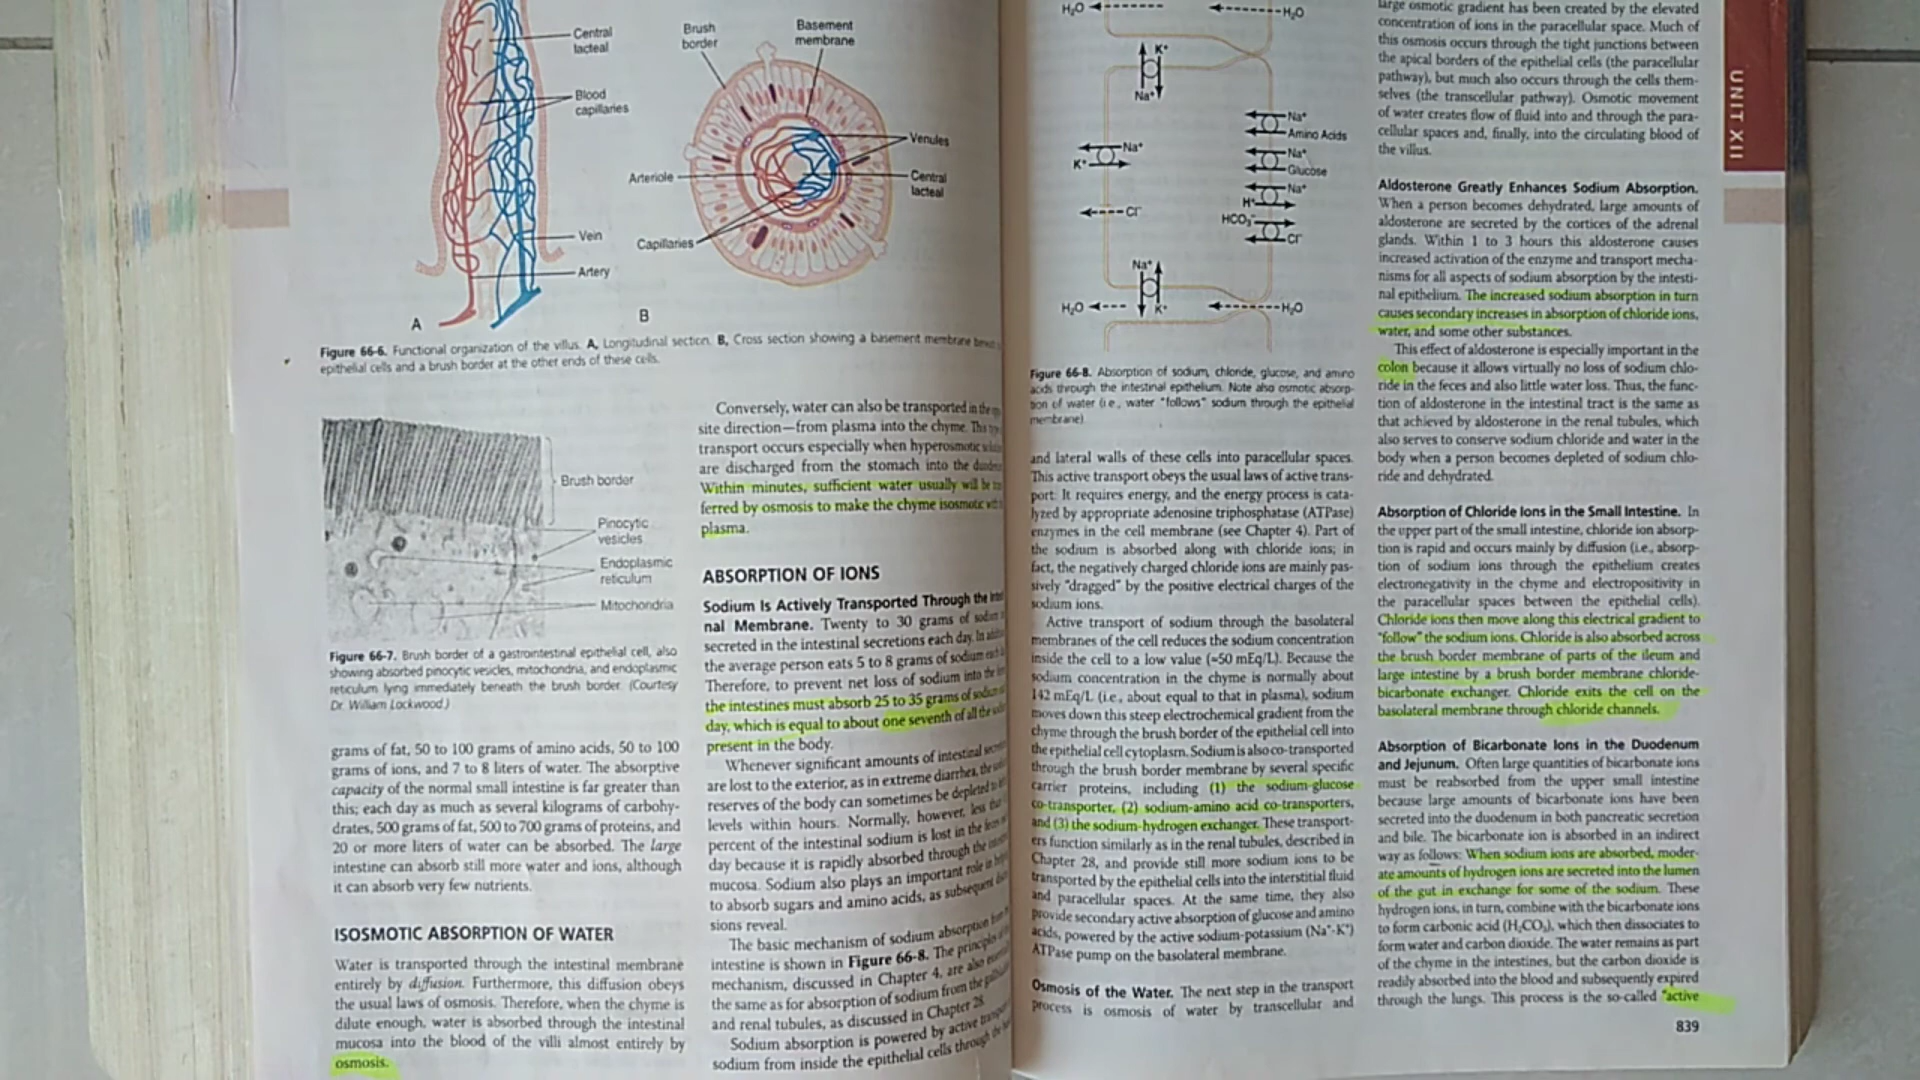 Central
lacteal
Blood
capillaries
Vein
Artery
A
Brush
border
Basement
membrane
Venules
Arteriole
Central
lacteal
Capillaries
B
Figure 66-6. Functional organization of the villus. A, Longitudinal section. B, Cross section showing a basement membrane
epithelial cells and a brush border at the other ends of these cells.
Brush border
Pinocytic
vesicles
Endoplasmic
reticulum
Mitochondria
Figure 66-7. Brush border of a gastrointestinal epithelial cell, also
showing absorbed pinocytic vesicles, mitochondria, and endoplasmic
reticulum lying immediately beneath the brush border. (Courtesy
Dr. William Lockwood.)
grams of fat, 50 to 100 grams of amino acids, 50 to 100
grams of ions, and 7 to 8 liters of water. The absorptive
capacity of the normal small intestine is far greater than
this; each day as much as several kilograms of carbohy-
drates, 500 grams of fat, 500 to 700 grams of proteins, and
20 or more liters of water can be absorbed. The large
intestine can absorb still more water and ions, although
it can absorb very few nutrients.
ISOSMOTIC ABSORPTION OF WATER
Water is transported through the intestinal membrane
entirely by diffusion. Furthermore, this diffusion obeys
the usual laws of osmosis. Therefore, when the chyme is
dilute enough, water is absorbed through the intestinal
mucosa into the blood of the villi almost entirely by
osmosis.
Conversely, water can also be transported in the
site direction—from plasma into the chyme. This
transport occurs especially when hyperosmotic
are discharged from the stomach into the
Within minutes, sufficient water usually will be
ferred by osmosis to make the chyme isosmotic
plasma.
ABSORPTION OF IONS
Sodium Is Actively Transported Through the
nal Membrane. Twenty to 30 grams of sodium
secreted in the intestinal secretions each day. In
the average person eats 5 to 8 grams of sodium
Therefore, to prevent net loss of sodium into the
the intestines must absorb 25 to 35 grams of sodium
day, which is equal to about one seventh of all the
present in the body.
Whenever significant amounts of intestinal
are lost to the exterior, as in extreme diarrhea, the
reserves of the body can sometimes be depleted to
levels within hours. Normally, however, less
percent of the intestinal sodium is lost in the
day because it is rapidly absorbed through the
mucosa. Sodium also plays an important role in
to absorb sugars and amino acids, as subsequent
sions reveal.
The basic mechanism of sodium absorption
intestine is shown in Figure 66-8. The principles
mechanism, discussed in Chapter 4, are also
the same as for absorption of sodium from the
and renal tubules, as discussed in Chapter 28.
Sodium absorption is powered by active
sodium from inside the epithelial cells through the
H₂O
H₂O
K⁺
Na⁺
Na⁺
Amino Acids
Na⁺
K⁺
Na⁺
Glucose
Na⁺
H⁺
Cl⁻
HCO₃⁻
Cl⁻
Na⁺
K⁺
H₂O
H₂O
Figure 66-8. Absorption of sodium, chloride, glucose, and amino
acids through the intestinal epithelium. Note also osmotic absorp-
tion of water (i.e., water "follows" sodium through the epithelial
membrane).
and lateral walls of these cells into paracellular spaces.
This active transport obeys the usual laws of active trans-
port: It requires energy, and the energy process is cata-
lyzed by appropriate adenosine triphosphatase (ATPase)
enzymes in the cell membrane (see Chapter 4). Part of
the sodium is absorbed along with chloride ions; in
fact, the negatively charged chloride ions are mainly pas-
sively "dragged" by the positive electrical charges of the
sodium ions.
Active transport of sodium through the basolateral
membranes of the cell reduces the sodium concentration
inside the cell to a low value (≈50 mEq/L). Because the
sodium concentration in the chyme is normally about
142 mEq/L (i.e., about equal to that in plasma), sodium
moves down this steep electrochemical gradient from the
chyme through the brush border of the epithelial cell into
the epithelial cell cytoplasm. Sodium is also co-transported
through the brush border membrane by several specific
carrier proteins, including (1) the sodium-glucose
co-transporter, (2) sodium-amino acid co-transporters,
and (3) the sodium-hydrogen exchanger. These transport-
ers function similarly as in the renal tubules, described in
Chapter 28, and provide still more sodium ions to be
transported by the epithelial cells into the interstitial fluid
and paracellular spaces. At the same time, they also
provide secondary active absorption of glucose and amino
acids, powered by the active sodium-potassium (Na⁺-K⁺)
ATPase pump on the basolateral membrane.
Osmosis of the Water. The next step in the transport
process is osmosis of water by transcellular and
large osmotic gradient has been created by the elevated
concentration of ions in the paracellular space. Much of
this osmosis occurs through the tight junctions between
the apical borders of the epithelial cells (the paracellular
pathway), but much also occurs through the cells them-
selves (the transcellular pathway). Osmotic movement
of water creates flow of fluid into and through the para-
cellular spaces and, finally, into the circulating blood of
the villus.
Aldosterone Greatly Enhances Sodium Absorption.
When a person becomes dehydrated, large amounts of
aldosterone are secreted by the cortices of the adrenal
glands. Within 1 to 3 hours this aldosterone causes
increased activation of the enzyme and transport mecha-
nisms for all aspects of sodium absorption by the intesti-
nal epithelium. The increased sodium absorption in turn
causes secondary increases in absorption of chloride ions,
water, and some other substances.
This effect of aldosterone is especially important in the
colon because it allows virtually no loss of sodium chlo-
ride in the feces and also little water loss. Thus, the func-
tion of aldosterone in the intestinal tract is the same as
that achieved by aldosterone in the renal tubules, which
also serves to conserve sodium chloride and water in the
body when a person becomes depleted of sodium chlo-
ride and dehydrated.
Absorption of Chloride Ions in the Small Intestine. In
the upper part of the small intestine, chloride ion absorp-
tion is rapid and occurs mainly by diffusion (i.e., absorp-
tion of sodium ions through the epithelium creates
electronegativity in the chyme and electropositivity in
the paracellular spaces between the epithelial cells).
Chloride ions then move along this electrical gradient to
"follow" the sodium ions. Chloride is also absorbed across
the brush border membrane of parts of the ileum and
large intestine by a brush border membrane chloride-
bicarbonate exchanger. Chloride exits the cell on the
basolateral membrane through chloride channels.
Absorption of Bicarbonate Ions in the Duodenum
and Jejunum. Often large quantities of bicarbonate ions
must be reabsorbed from the upper small intestine
because large amounts of bicarbonate ions have been
secreted into the duodenum in both pancreatic secretion
and bile. The bicarbonate ion is absorbed in an indirect
way as follows: When sodium ions are absorbed, moder-
ate amounts of hydrogen ions are secreted into the lumen
of the gut in exchange for some of the sodium. These
hydrogen ions, in turn, combine with the bicarbonate ions
to form carbonic acid (H₂CO₃), which then dissociates to
form water and carbon dioxide. The water remains as part
of the chyme in the intestines, but the carbon dioxide is
readily absorbed into the blood and subsequently expired
through the lungs. This process is the so-called "active
839
UNIT XII